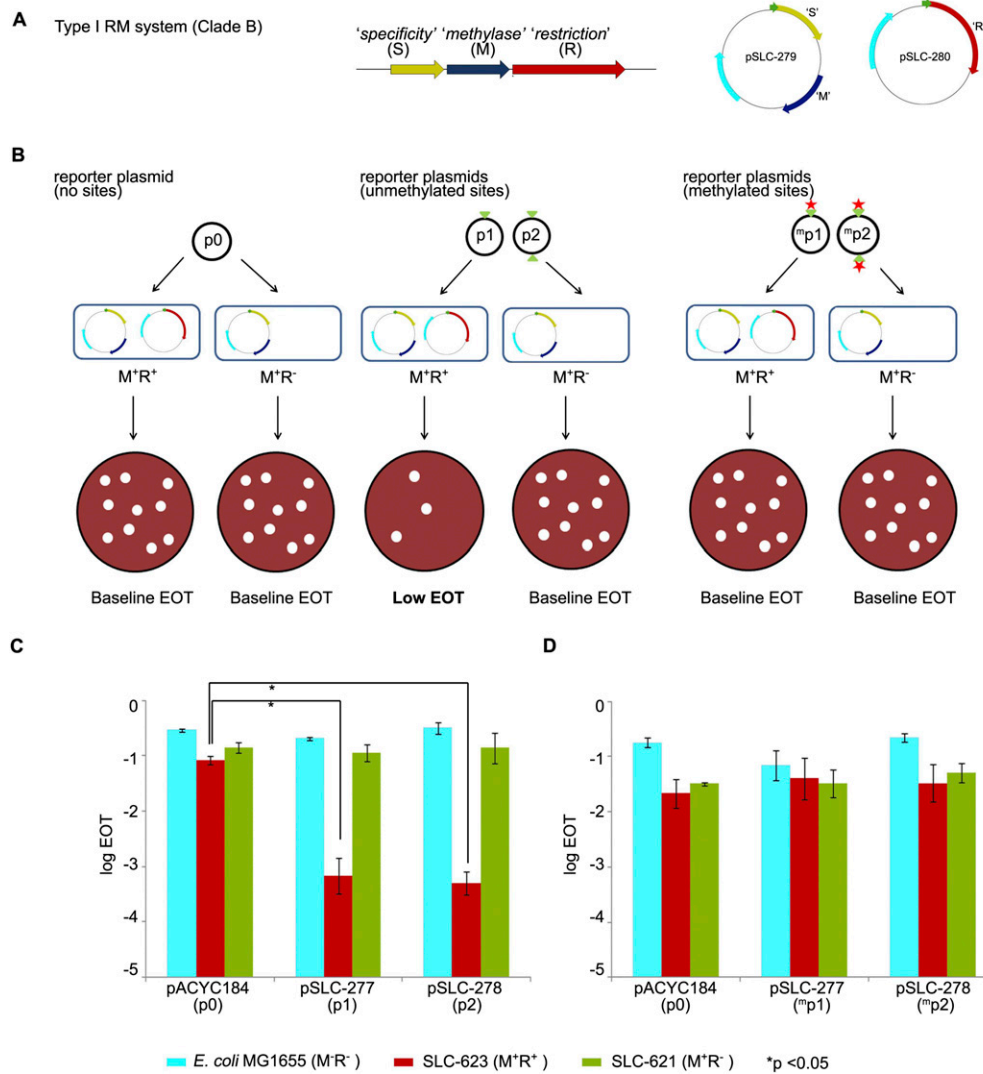 A
Type I RM system (Clade B)
'specificity' 'methylase' 'restriction'
(S) (M) (R)
'S'
pSLC-279
'M'
'R
pSLC-280
B
reporter plasmid
(no sites)
reporter plasmids
(unmethylated sites)
reporter plasmids
(methylated sites)
p0
p1
p2
ᵐp1
ᵐp2
M⁺R⁺
M⁺R⁻
M⁺R⁺
M⁺R⁻
M⁺R⁺
M⁺R⁻
Baseline EOT
Baseline EOT
Low EOT
Baseline EOT
Baseline EOT
Baseline EOT
C
*
*
0
-1
-2
-3
-4
-5
log EOT
pACYC184
(p0)
pSLC-277
(p1)
pSLC-278
(p2)
D
0
-1
-2
-3
-4
-5
log EOT
pACYC184
(p0)
pSLC-277
(ᵐp1)
pSLC-278
(ᵐp2)
E. coli MG1655 (M⁻R⁻)
SLC-623 (M⁺R⁺)
SLC-621 (M⁺R⁻)
*p <0.05